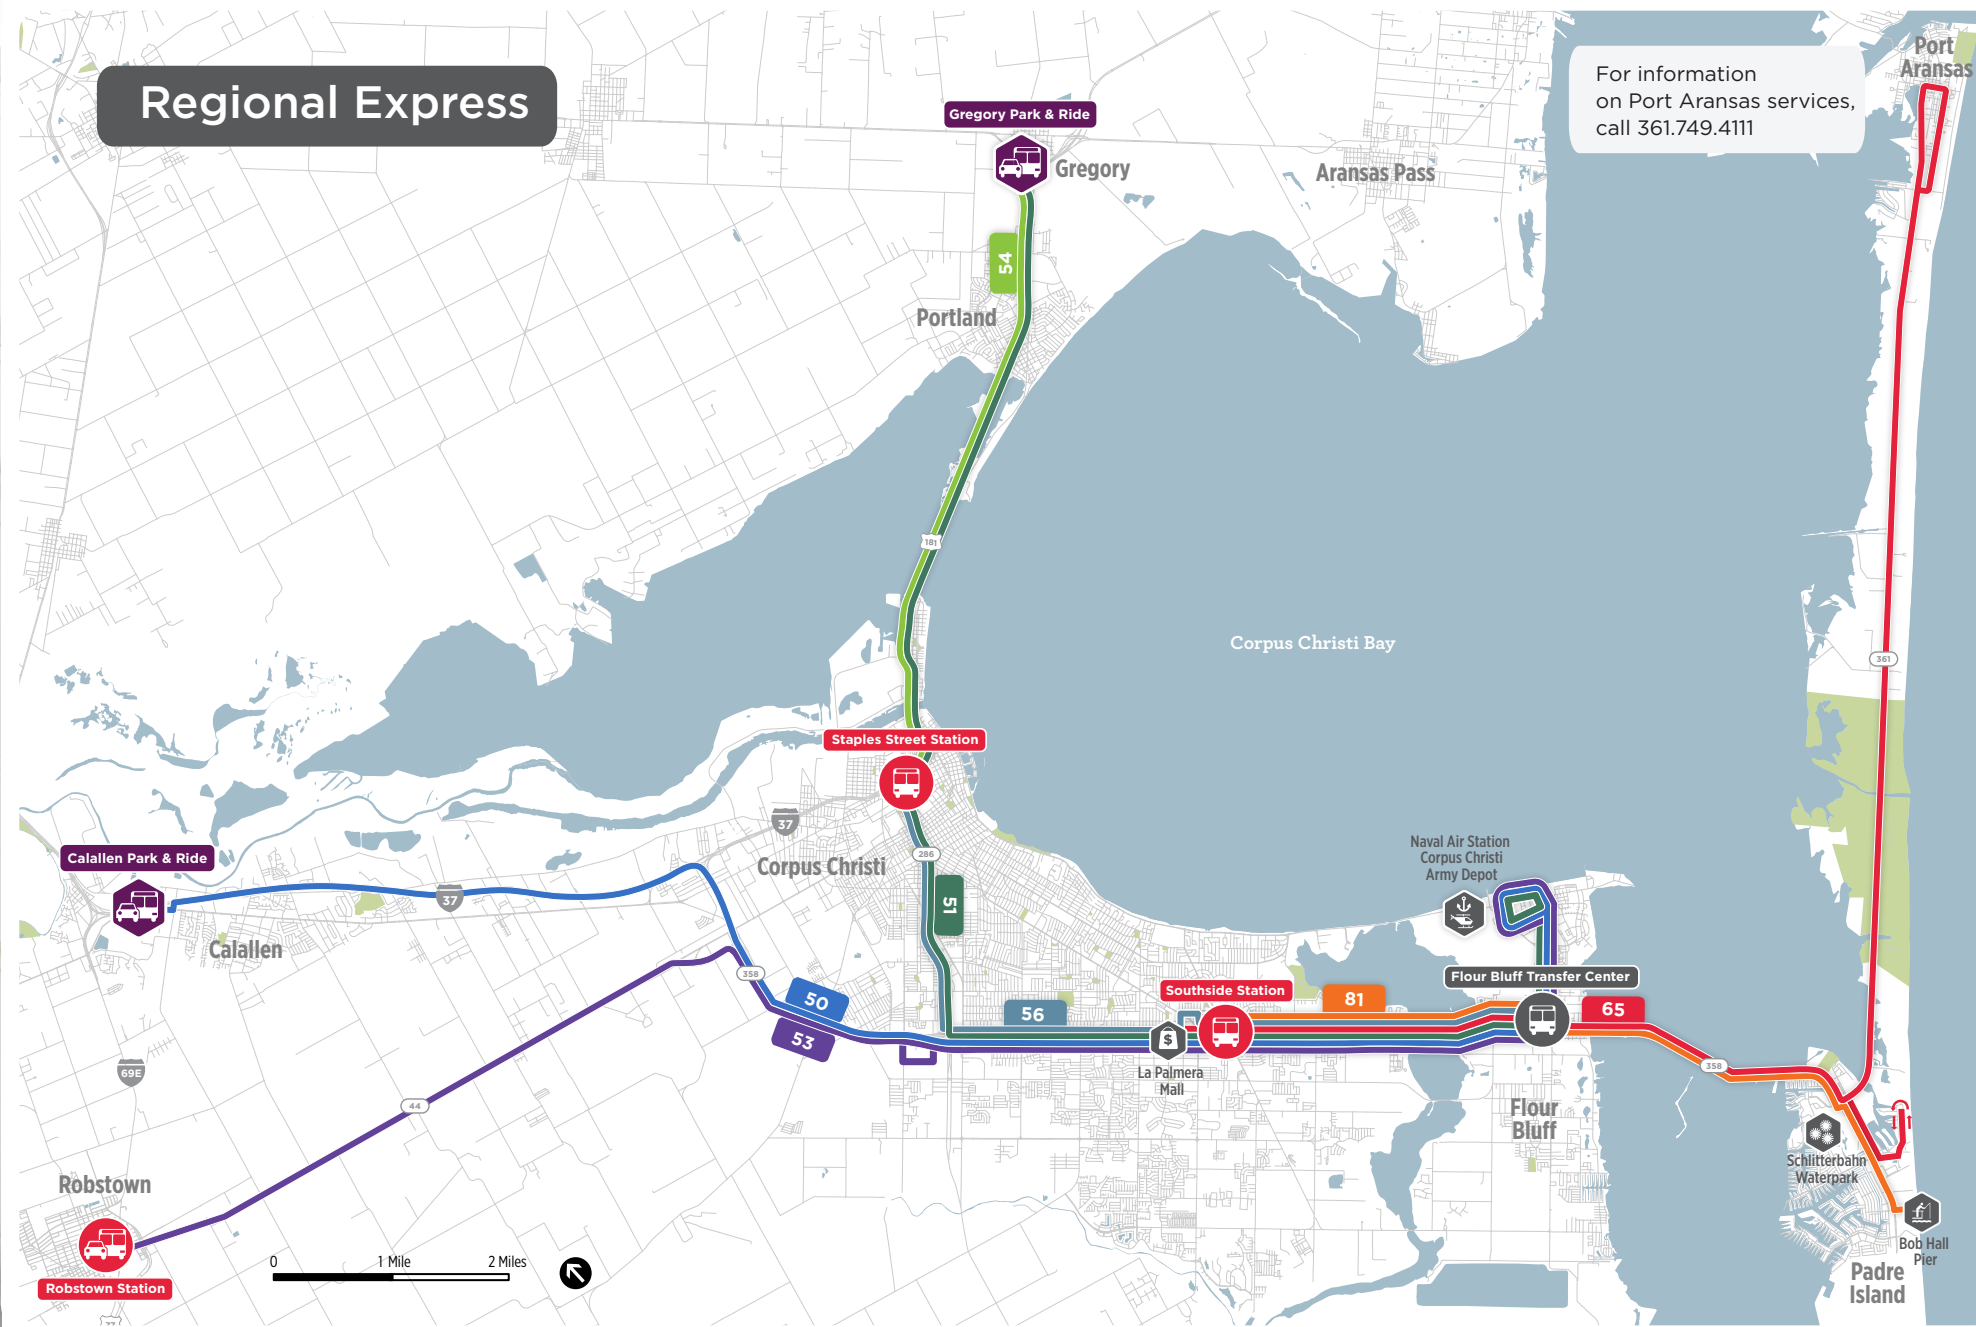 Regional Express
For information
on Port Aransas services,
call 361.749.4111
Port
Aransas
Gregory Park & Ride
Gregory
Aransas Pass
54
Portland
181
Corpus Christi Bay
361
Staples Street Station
37
286
Corpus Christi
Calallen Park & Ride
37
Calallen
51
Naval Air Station
Corpus Christi
Army Depot
358
50
53
56
Southside Station
81
Flour Bluff Transfer Center
65
$
La Palmera
Mall
358
69E
44
Flour
Bluff
Schlitterbahn
Waterpark
Robstown
Robstown Station
0
1 Mile
2 Miles
Bob Hall
Pier
Padre
Island
77